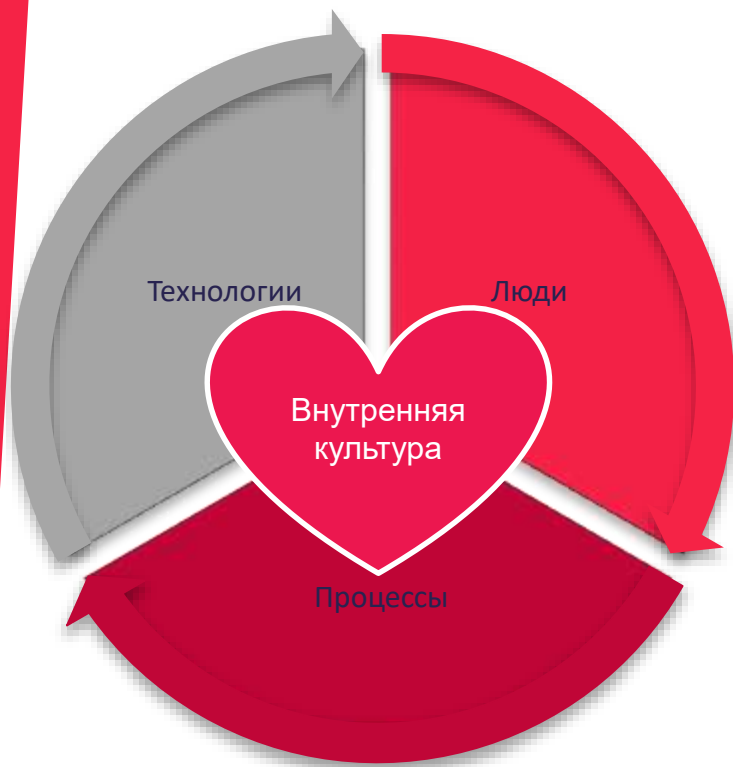 Технологии
Люди
Внутренняя
культура
Процессы